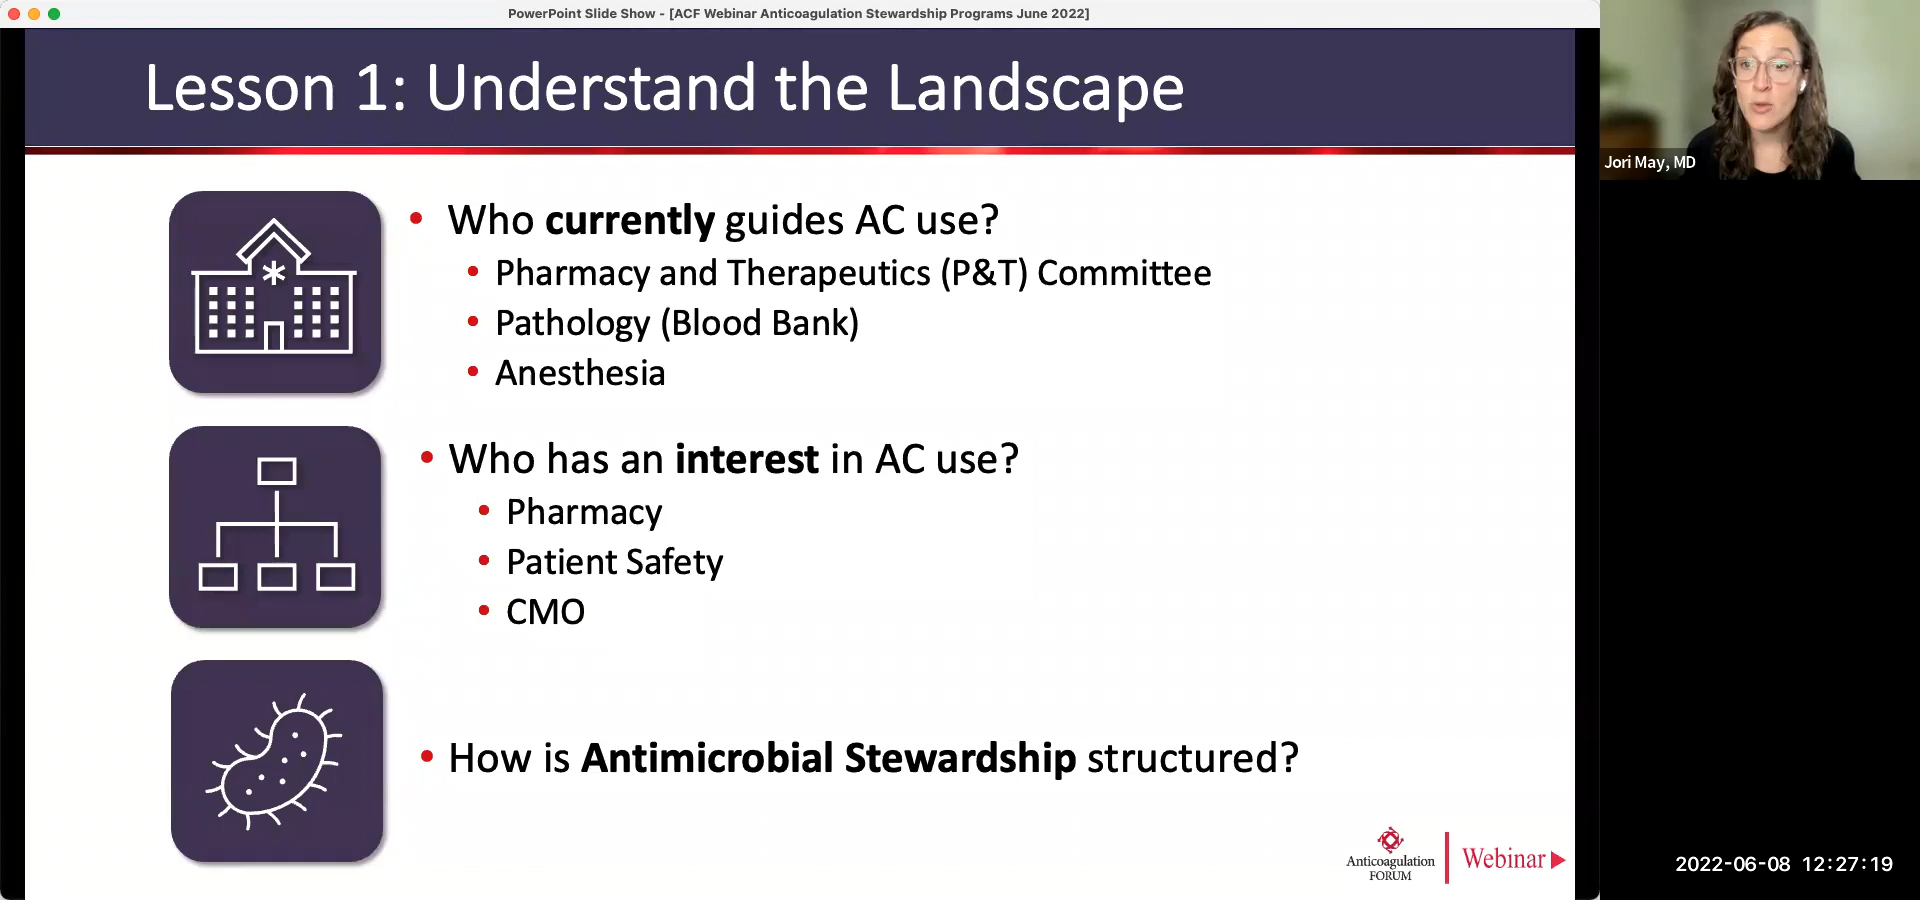 PowerPoint Slide Show - [ACF Webinar Anticoagulation Stewardship Programs June 2022]
Lesson 1: Understand the Landscape
Jori May, MD
• Who currently guides AC use?
• Pharmacy and Therapeutics (P&T) Committee
• Pathology (Blood Bank)
• Anesthesia
• Who has an interest in AC use?
• Pharmacy
• Patient Safety
• CMO
• How is Antimicrobial Stewardship structured?
Anticoagulation
FORUM
Webinar
2022-06-08 12:27:19